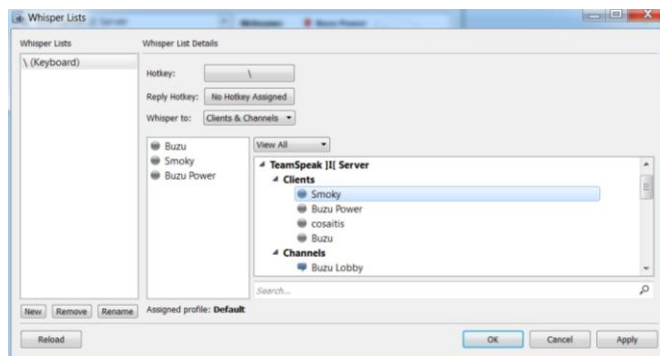 Whisper Lists
Whisper Lists
Whisper List Details
\ (Keyboard)
Hotkey:
\
Reply Hotkey:
No Hotkey Assigned
Whisper to:
Clients & Channels
Buzu
Smoky
Buzu Power
View All
TeamSpeak ]I[ Server
Clients
Smoky
Buzu Power
cosaitis
Buzu
Channels
Buzu Lobby
Search...
New
Remove
Rename
Assigned profile: Default
Reload
OK
Cancel
Apply